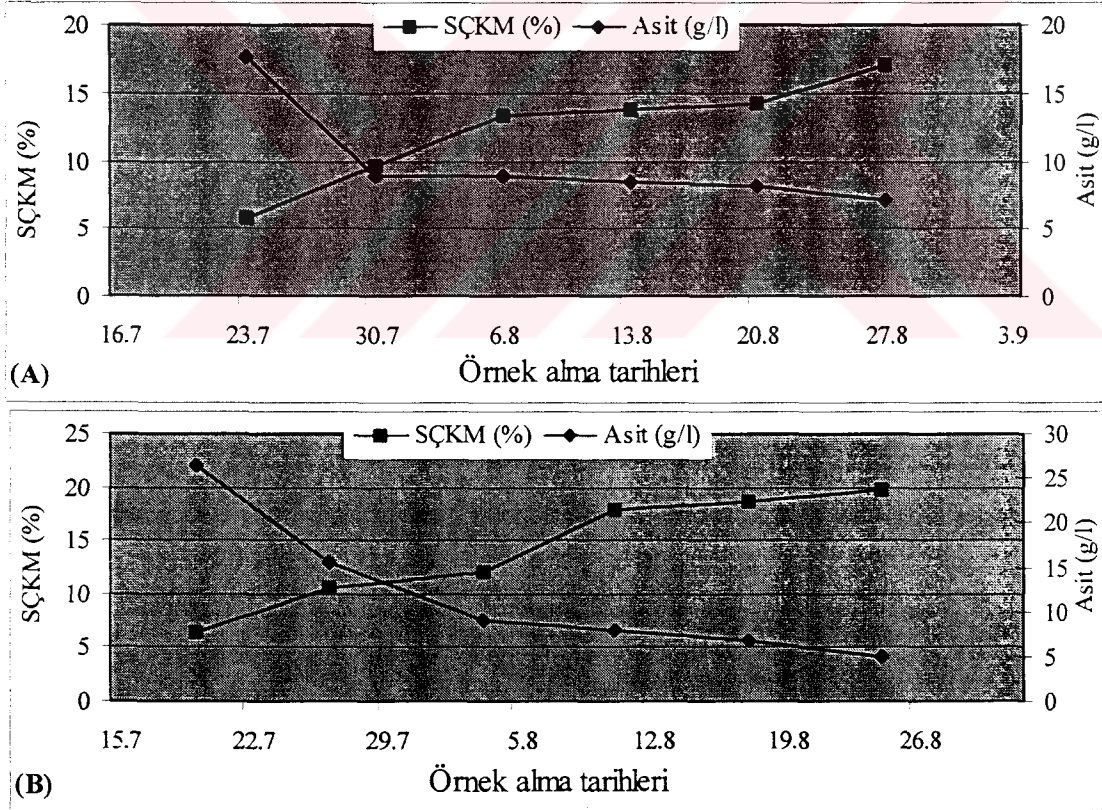 SÇKM (%) Asit (g/l)
20 20
15 15
10 10
5 5
0 0
SÇKM (%)
Asit (g/l)
16.7 23.7 30.7 6.8 13.8 20.8 27.8 3.9
(A) Örnek alma tarihleri
SÇKM (%) Asit (g/l)
25 30
20 25
15 20
10 15
5 10
0 5
0
SÇKM (%)
Asit (g/l)
15.7 22.7 29.7 5.8 12.8 19.8 26.8
(B) Örnek alma tarihleri